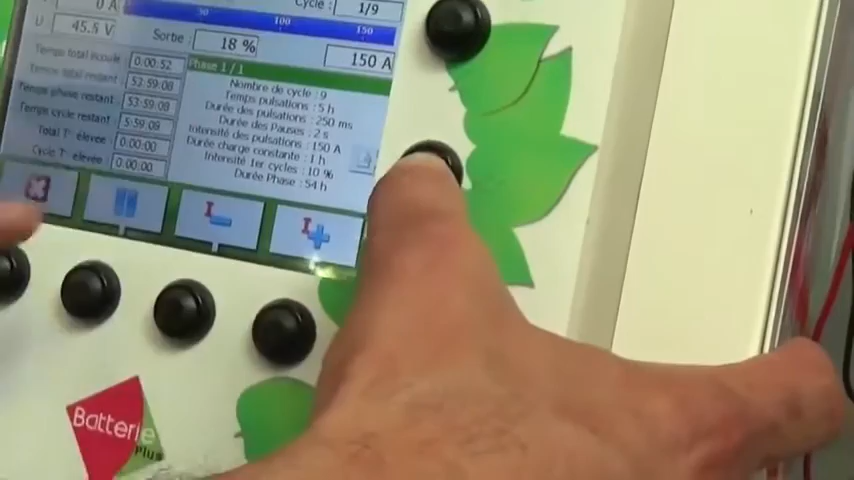 0 A
Cycle : 1/9
U 45.5 V
50 100 150
Sortie : 18 % 150 A
Temps total écoulé 0:00:52
Temps total restant 53:59:08
Temps phase restant 53:59:08
Temps cycle restant 5:59:08
Total T° élevée 0:00:00
Cycle T° élevée 0:00:00
Phase 1 / 1
Nombre de cycle : 9
Temps pulsations : 5 h
Durée des pulsations : 250 ms
Durée des Pauses : 2 s
Intensité des pulsations : 150 A
Durée charge constante : 1 h
Intensité 1er cycles : 10 %
Durée Phase : 54 h
I
I
Batterie
Plus